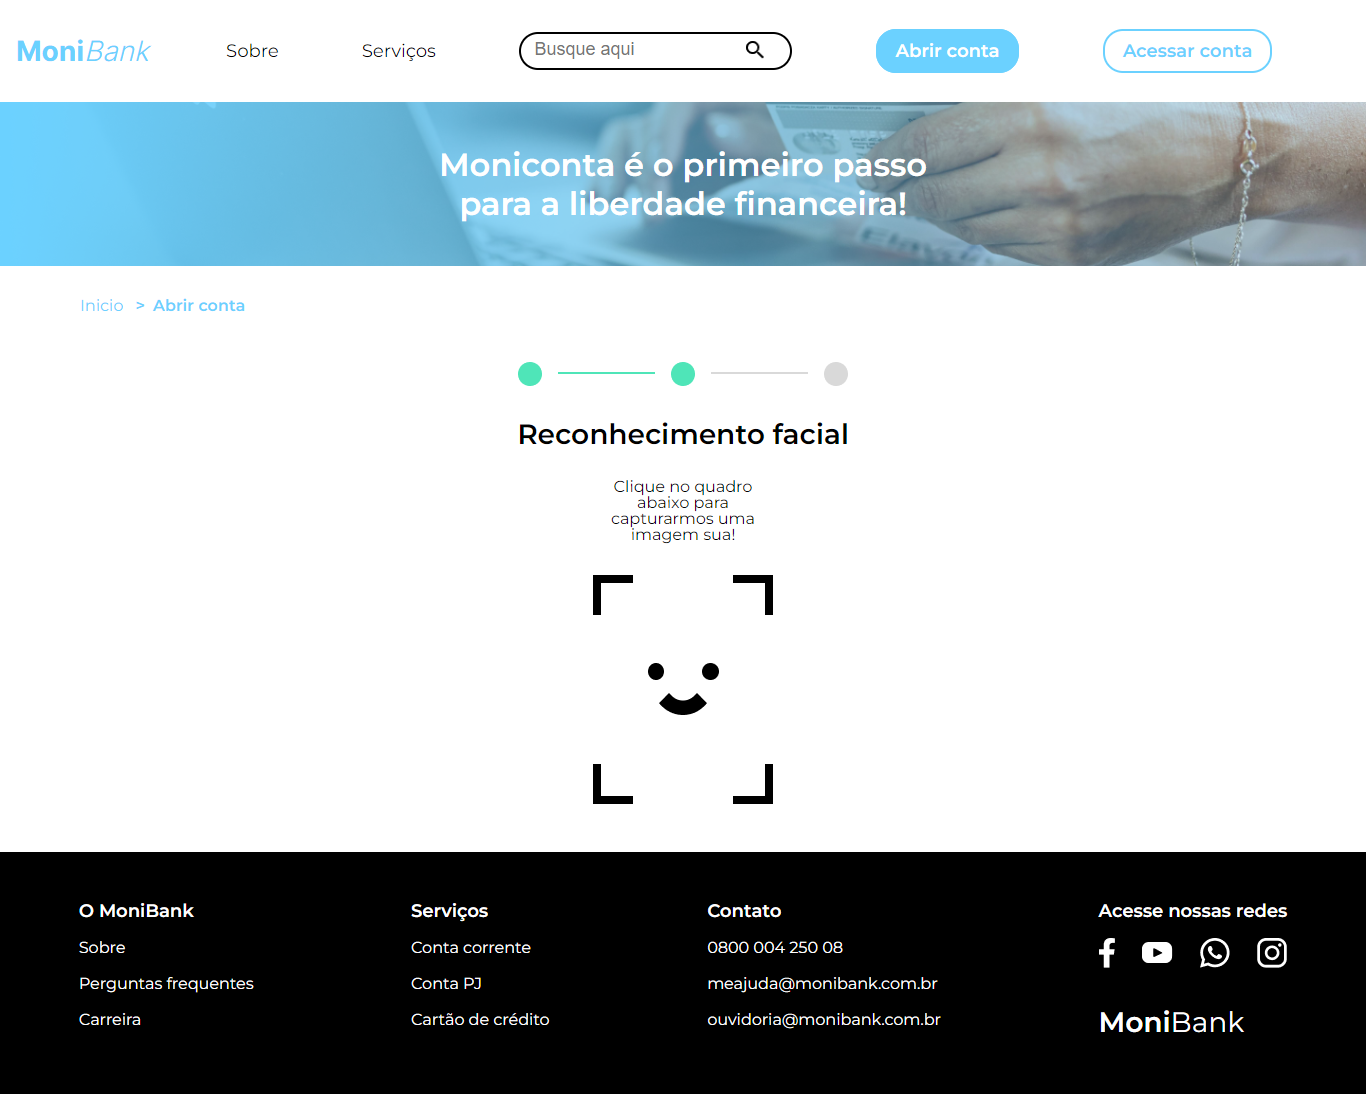 MoniBank
Sobre
Serviços
Busque aqui
Abrir conta
Acessar conta
Moniconta é o primeiro passo
para a liberdade financeira!
Inicio > Abrir conta
Reconhecimento facial
Clique no quadro
abaixo para
capturarmos uma
imagem sua!
O MoniBank
Sobre
Perguntas frequentes
Carreira
Serviços
Conta corrente
Conta PJ
Cartão de crédito
Contato
0800 004 250 08
meajuda@monibank.com.br
ouvidoria@monibank.com.br
Acesse nossas redes
MoniBank